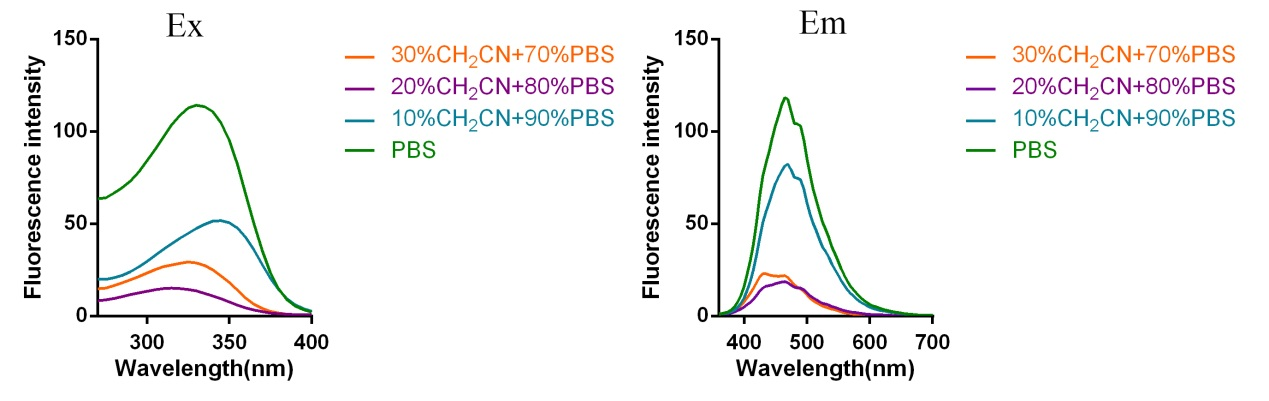 Ex
Fluorescence intensity
150
100
50
0
300
350
400
Wavelength(nm)
30%CH₂CN+70%PBS
20%CH₂CN+80%PBS
10%CH₂CN+90%PBS
PBS
Em
Fluorescence intensity
150
100
50
0
400
500
600
700
Wavelength(nm)
30%CH₂CN+70%PBS
20%CH₂CN+80%PBS
10%CH₂CN+90%PBS
PBS